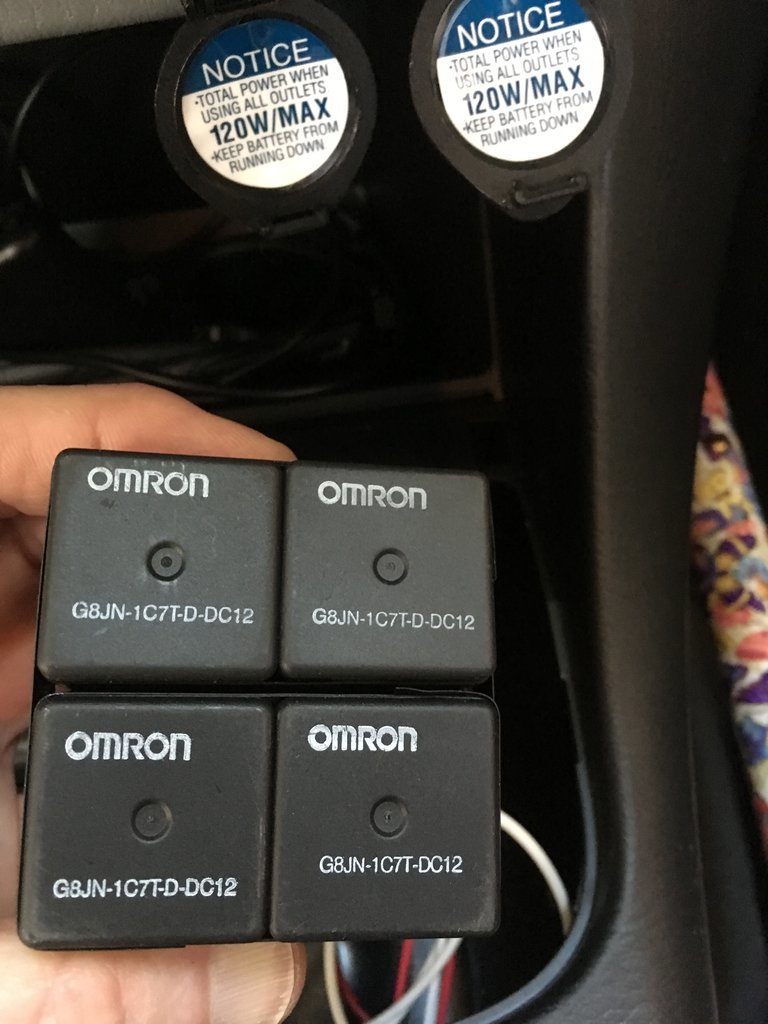 NOTICE
•TOTAL POWER WHEN
USING ALL OUTLETS
120W/MAX
•KEEP BATTERY FROM
RUNNING DOWN
NOTICE
•TOTAL POWER WHEN
USING ALL OUTLETS
120W/MAX
•KEEP BATTERY FROM
RUNNING DOWN
OMRON
G8JN-1C7T-D-DC12
OMRON
G8JN-1C7T-D-DC12
OMRON
G8JN-1C7T-D-DC12
OMRON
G8JN-1C7T-DC12